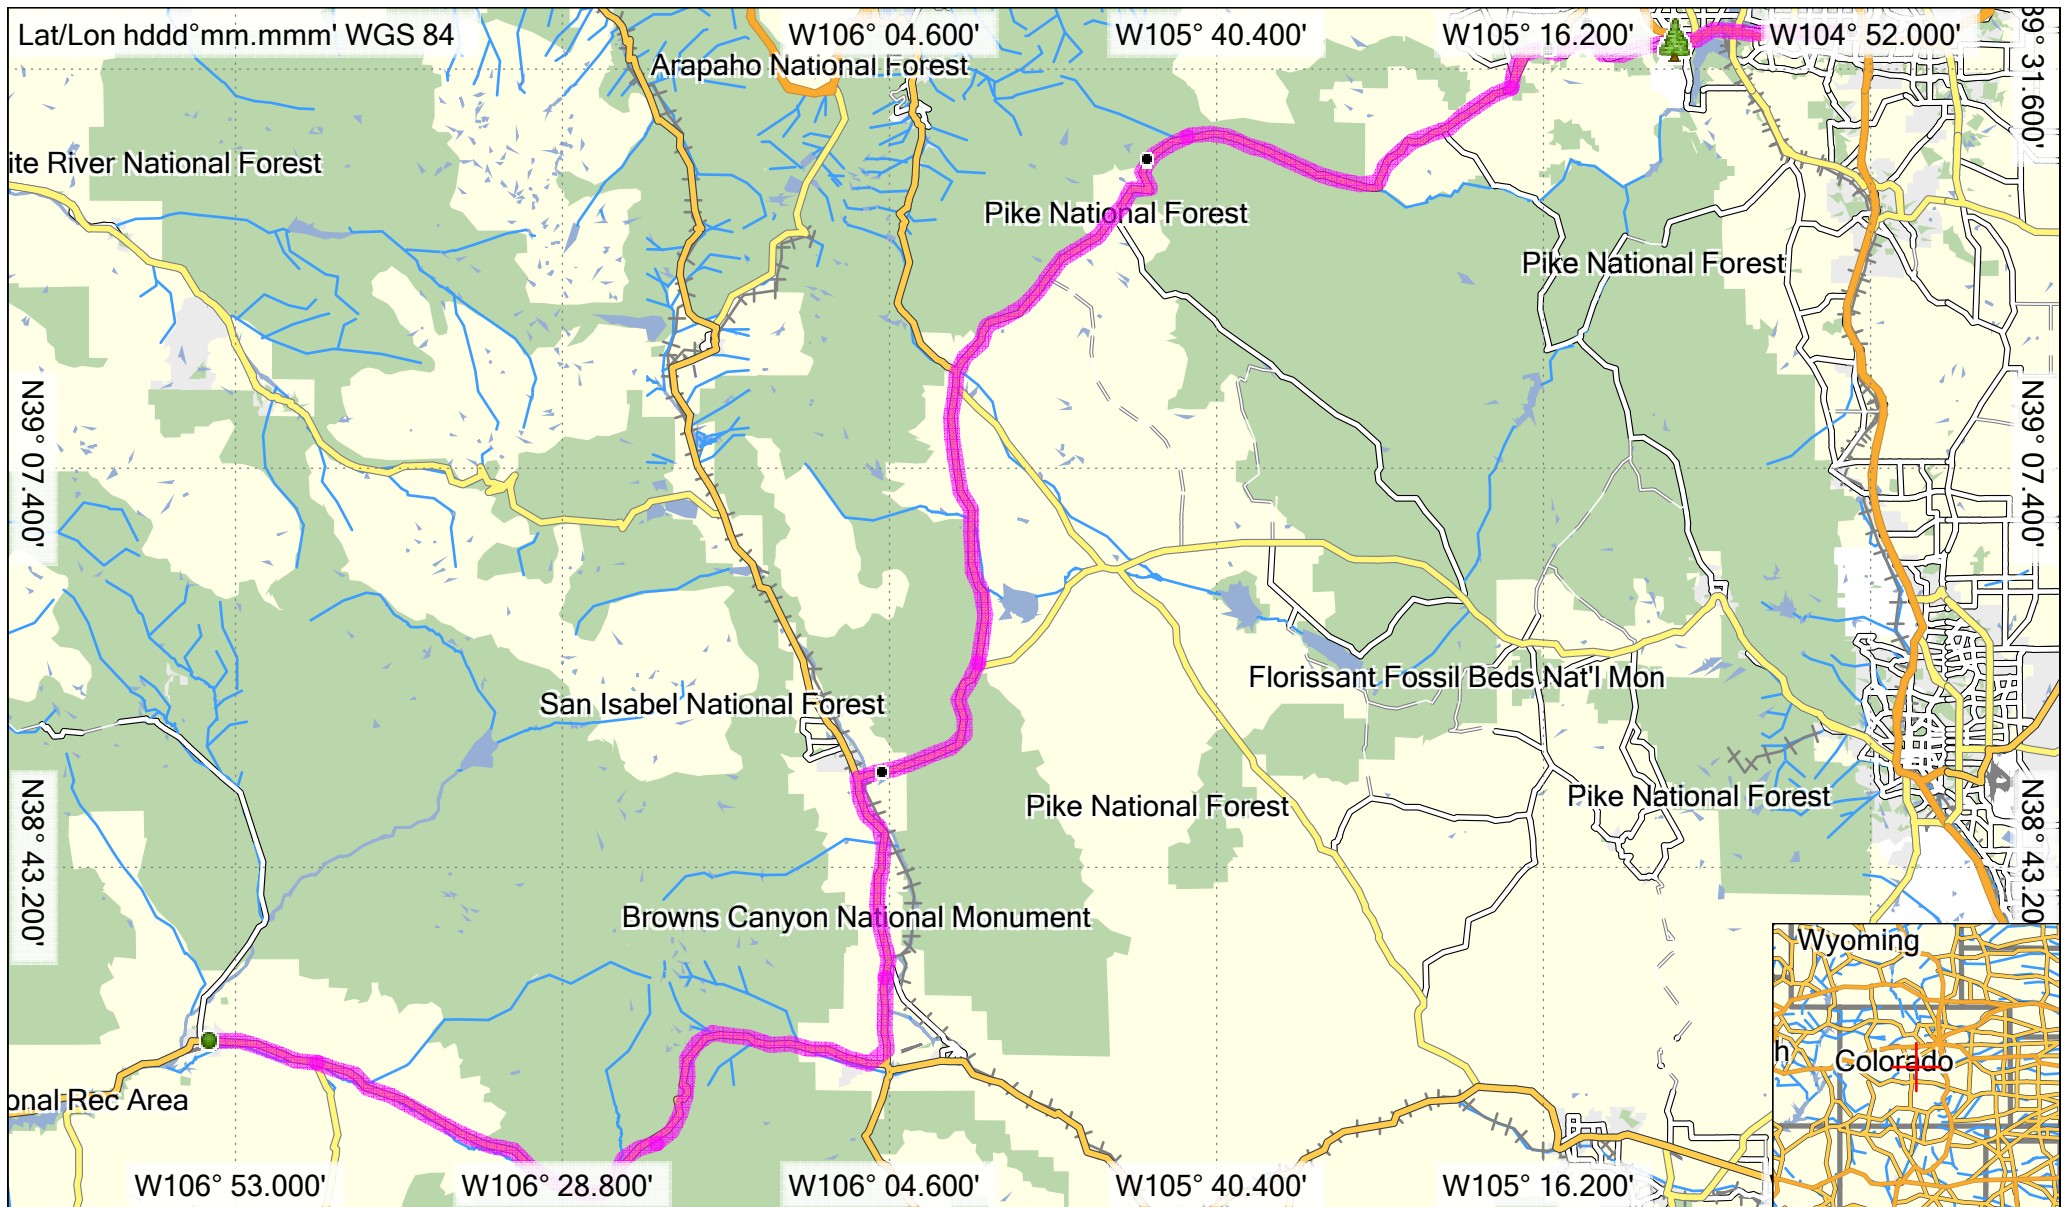 Lat/Lon hddd°mm.mmm' WGS 84
W106° 04.600'
W105° 40.400'
W105° 16.200'
W104° 52.000'
39° 31.600'
Arapaho National Forest
ite River National Forest
Pike National Forest
Pike National Forest
N39° 07.400'
N39° 07.400'
Florissant Fossil Beds Nat'l Mon
San Isabel National Forest
Pike National Forest
Pike National Forest
N38° 43.200'
N38° 43.20
Browns Canyon National Monument
Wyoming
h
Colorado
onal Rec Area
W106° 53.000'
W106° 28.800'
W106° 04.600'
W105° 40.400'
W105° 16.200'